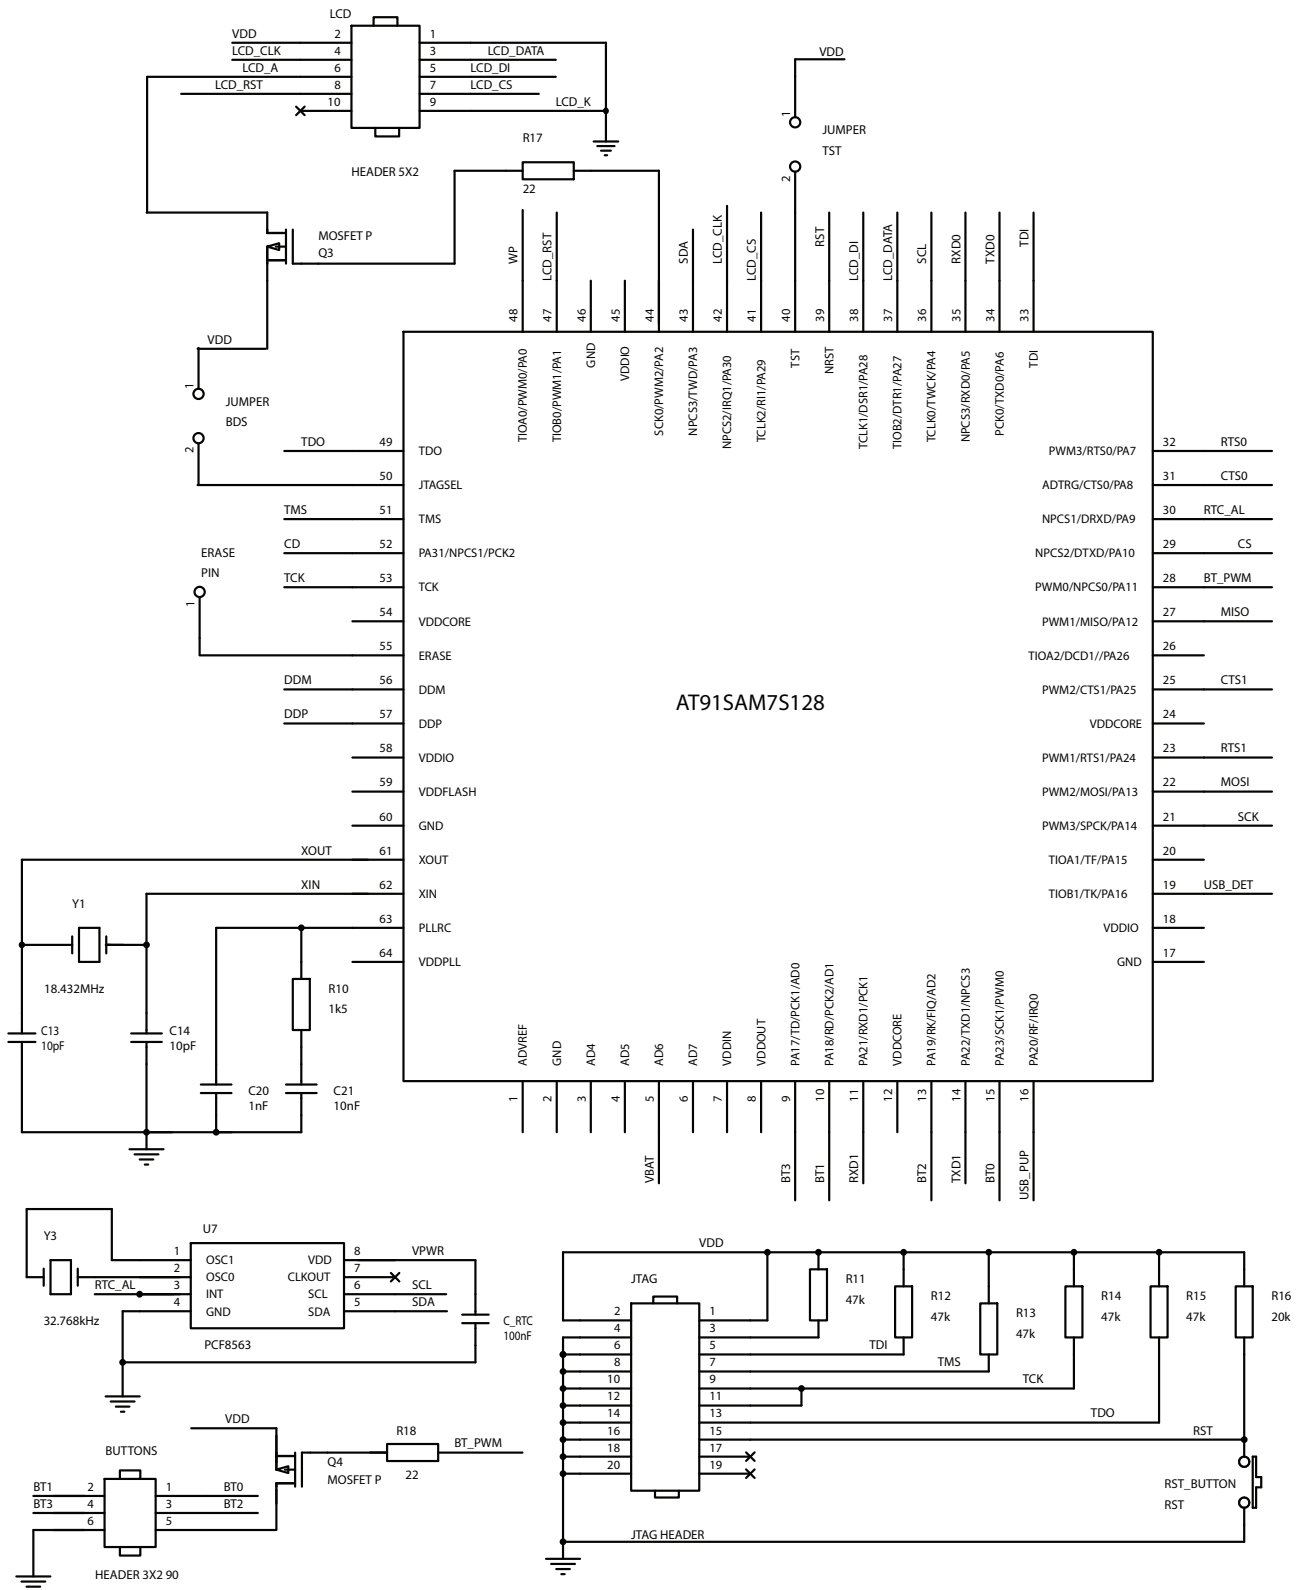 LCD
VDD 2 1
LCD_CLK 4 3 LCD_DATA
LCD_A 6 5 LCD_DI
LCD_RST 8 7 LCD_CS
10 9 LCD_K
HEADER 5X2
R17
22
MOSFET P
Q3
VDD
1
JUMPER
TST
2
VDD
1
JUMPER
BDS
2
ERASE
PIN
1
WP
LCD_RST
SDA
LCD_CLK
LCD_CS
RST
LCD_DI
LCD_DATA
SCL
RXD0
TXD0
TDI
48 TIOA0/PWM0/PA0
47 TIOB0/PWM1/PA1
46 GND
45 VDDIO
44 SCK0/PWM2/PA2
43 NPCS3/TWD/PA3
42 NPCS2/IRQ1/PA30
41 TCLK2/RI1/PA29
40 TST
39 NRST
38 TCLK1/DSR1/PA28
37 TIOB2/DTR1/PA27
36 TCLK0/TWCK/PA4
35 NPCS3/RXD0/PA5
34 PCK0/TXD0/PA6
33 TDI
TDO 49 TDO
50 JTAGSEL
TMS 51 TMS
CD 52 PA31/NPCS1/PCK2
TCK 53 TCK
54 VDDCORE
55 ERASE
DDM 56 DDM
DDP 57 DDP
58 VDDIO
59 VDDFLASH
60 GND
XOUT 61 XOUT
XIN 62 XIN
63 PLLRC
64 VDDPLL
AT91SAM7S128
PWM3/RTS0/PA7 32 RTS0
ADTRG/CTS0/PA8 31 CTS0
NPCS1/DRXD/PA9 30 RTC_AL
NPCS2/DTXD/PA10 29 CS
PWM0/NPCS0/PA11 28 BT_PWM
PWM1/MISO/PA12 27 MISO
TIOA2/DCD1//PA26 26
PWM2/CTS1/PA25 25 CTS1
VDDCORE 24
PWM1/RTS1/PA24 23 RTS1
PWM2/MOSI/PA13 22 MOSI
PWM3/SPCK/PA14 21 SCK
TIOA1/TF/PA15 20
TIOB1/TK/PA16 19 USB_DET
VDDIO 18
GND 17
ADVREF 1
GND 2
AD4 3
AD5 4
AD6 5 VBAT
AD7 6
VDDIN 7
VDDOUT 8
PA17/TD/PCK1/AD0 9 BT3
PA18/RD/PCK2/AD1 10 BT1
PA21/RXD1/PCK1 11 RXD1
VDDCORE 12
PA19/RK/FIQ/AD2 13 BT2
PA22/TXD1/NPCS3 14 TXD1
PA23/SCK1/PWM0 15 BT0
PA20/RF/IRQ0 16 USB_PUP
Y1
18.432MHz
C13
10pF
C14
10pF
R10
1k5
C20
1nF
C21
10nF
U7
Y3
32.768kHz
1 OSC1 VDD 8 VPWR
2 OSC0 CLKOUT 7
RTC_AL 3 INT SCL 6 SCL
4 GND SDA 5 SDA
PCF8563
C_RTC
100nF
VDD
BUTTONS
BT1 2 1 BT0
BT3 4 3 BT2
6 5
HEADER 3X2 90
Q4
MOSFET P
R18
22
BT_PWM
VDD
JTAG
2 1
4 3
6 5 TDI
8 7 TMS
10 9 TCK
12 11
14 13 TDO
16 15 RST
18 17
20 19
JTAG HEADER
R11
47k
R12
47k
R13
47k
R14
47k
R15
47k
R16
20k
RST_BUTTON
RST